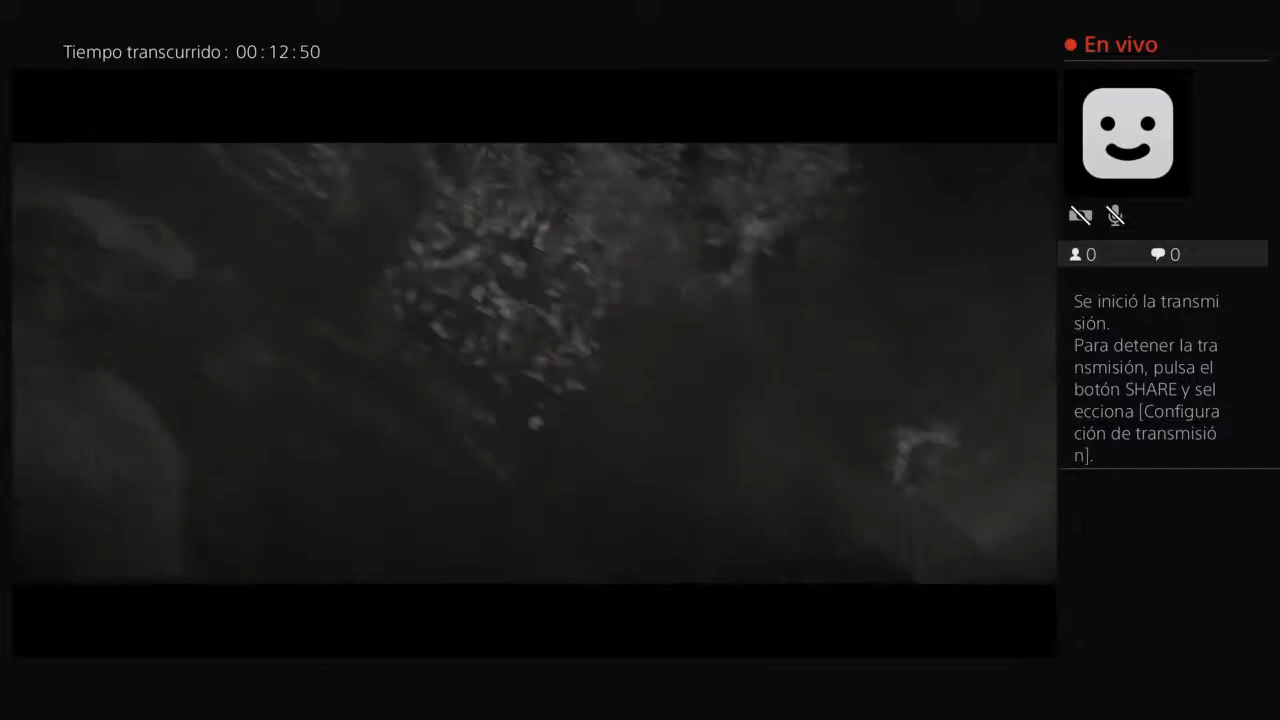 Tiempo transcurrido: 00:12:50
En vivo
0
0
Se inició la transmi
sión.
Para detener la tra
nsmisión, pulsa el
botón SHARE y sel
ecciona [Configura
ción de transmisió
n].